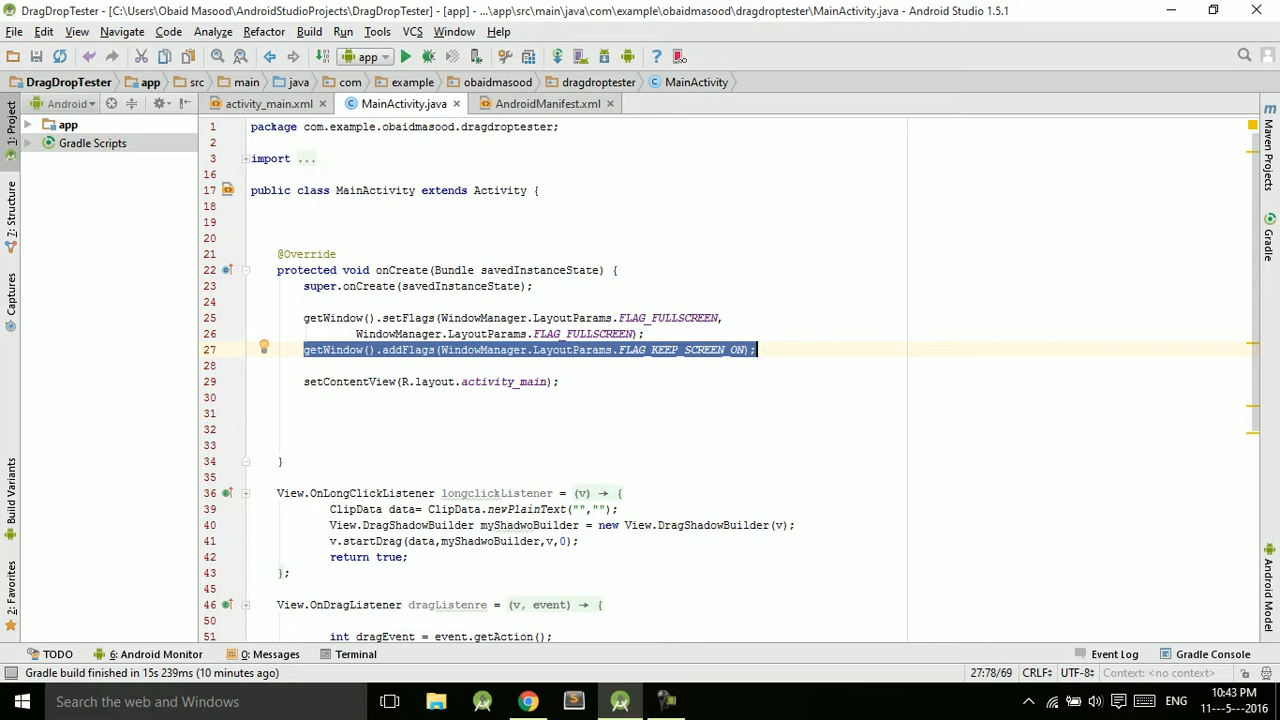 DragDropTester - [C:\Users\Obaid Masood\AndroidStudioProjects\DragDropTester] - [app] - ...\app\src\main\java\com\example\obaidmasood\dragdroptester\MainActivity.java - Android Studio 1.5.1
File Edit View Navigate Code Analyze Refactor Build Run Tools VCS Window Help
app
DragDropTester app src main java com example obaidmasood dragdroptester MainActivity
Android activity_main.xml MainActivity.java AndroidManifest.xml
app
Gradle Scripts
1: Project
7: Structure
Captures
Build Variants
2: Favorites
1 package com.example.obaidmasood.dragdroptester;
2
3 import ...
16
17 public class MainActivity extends Activity {
18
19
20
21 @Override
22 protected void onCreate(Bundle savedInstanceState) {
23 super.onCreate(savedInstanceState);
24
25 getWindow().setFlags(WindowManager.LayoutParams.FLAG_FULLSCREEN,
26 WindowManager.LayoutParams.FLAG_FULLSCREEN);
27 getWindow().addFlags(WindowManager.LayoutParams.FLAG_KEEP_SCREEN_ON);
28
29 setContentView(R.layout.activity_main);
30
31
32
33
34 }
35
36 View.OnLongClickListener longclickListener = (v) → {
39 ClipData data= ClipData.newPlainText("","");
40 View.DragShadowBuilder myShadwoBuilder = new View.DragShadowBuilder(v);
41 v.startDrag(data,myShadwoBuilder,v,0);
42 return true;
43 };
45
46 View.OnDragListener dragListenre = (v, event) → {
50
51 int dragEvent = event.getAction();
Maven Projects
Gradle
Android Model
TODO 6: Android Monitor 0: Messages Terminal Event Log Gradle Console
Gradle build finished in 15s 239ms (10 minutes ago) 27:78/69 CRLF÷ UTF-8÷ Context: <no context>
Search the web and Windows
ENG
10:43 PM
11---5---2016